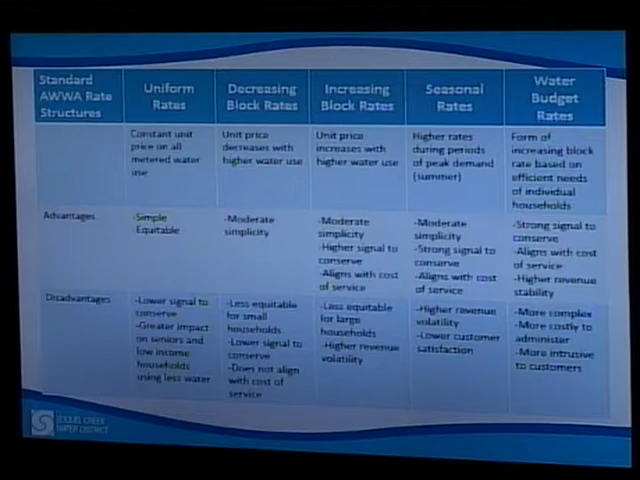 Standard
AWWA Rate
Structures
Uniform
Rates
Decreasing
Block Rates
Increasing
Block Rates
Seasonal
Rates
Water
Budget
Rates
Constant unit
price on all
metered water
use
Unit price
decreases with
higher water use
Unit price
increases with
higher water use
Higher rates
during periods
of peak demand
(summer)
Form of
increasing block
rate based on
efficient needs
of individual
households
Advantages
-Simple
-Equitable
-Moderate
simplicity
-Moderate
simplicity
-Higher signal to
conserve
-Aligns with cost
of service
-Moderate
simplicity
-Strong signal to
conserve
-Aligns with cost
of service
-Strong signal to
conserve
-Aligns with cost
of service
-Higher revenue
stability
Disadvantages
-Lower signal to
conserve
-Greater impact
on seniors and
low income
households
using less water
-Less equitable
for small
households
-Lower signal to
conserve
-Does not align
with cost of
service
-Less equitable
for large
households
-Higher revenue
volatility
-Higher revenue
volatility
-Lower customer
satisfaction
-More complex
-More costly to
administer
-More intrusive
to customers
SOQUEL CREEK
WATER DISTRICT